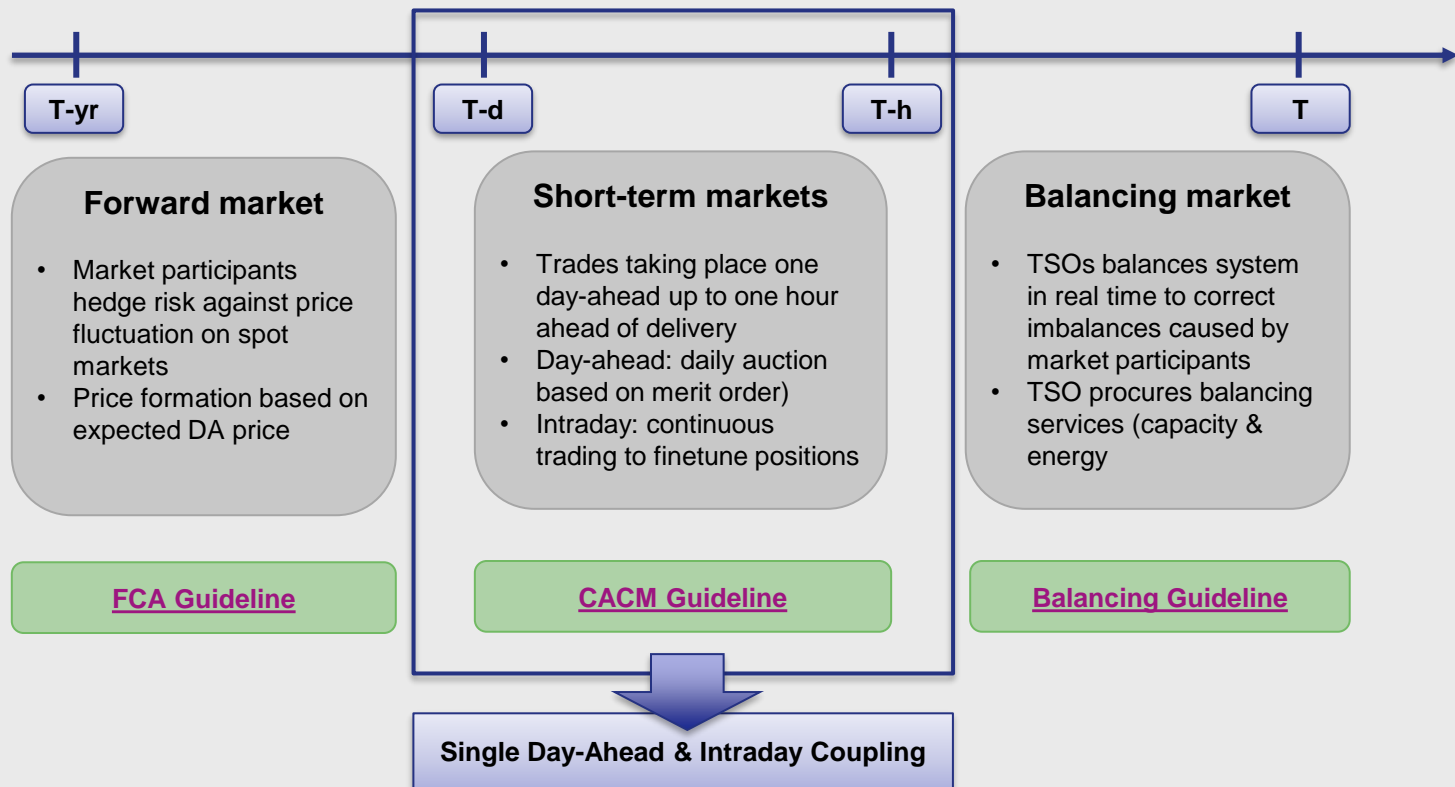 T-yr
T-d
T-h
T
Forward market
• Market participants
hedge risk against price
fluctuation on spot
markets
• Price formation based on
expected DA price
Short-term markets
• Trades taking place one
day-ahead up to one hour
ahead of delivery
• Day-ahead: daily auction
based on merit order)
• Intraday: continuous
trading to finetune positions
Balancing market
• TSOs balances system
in real time to correct
imbalances caused by
market participants
• TSO procures balancing
services (capacity &
energy
FCA Guideline
CACM Guideline
Balancing Guideline
Single Day-Ahead & Intraday Coupling